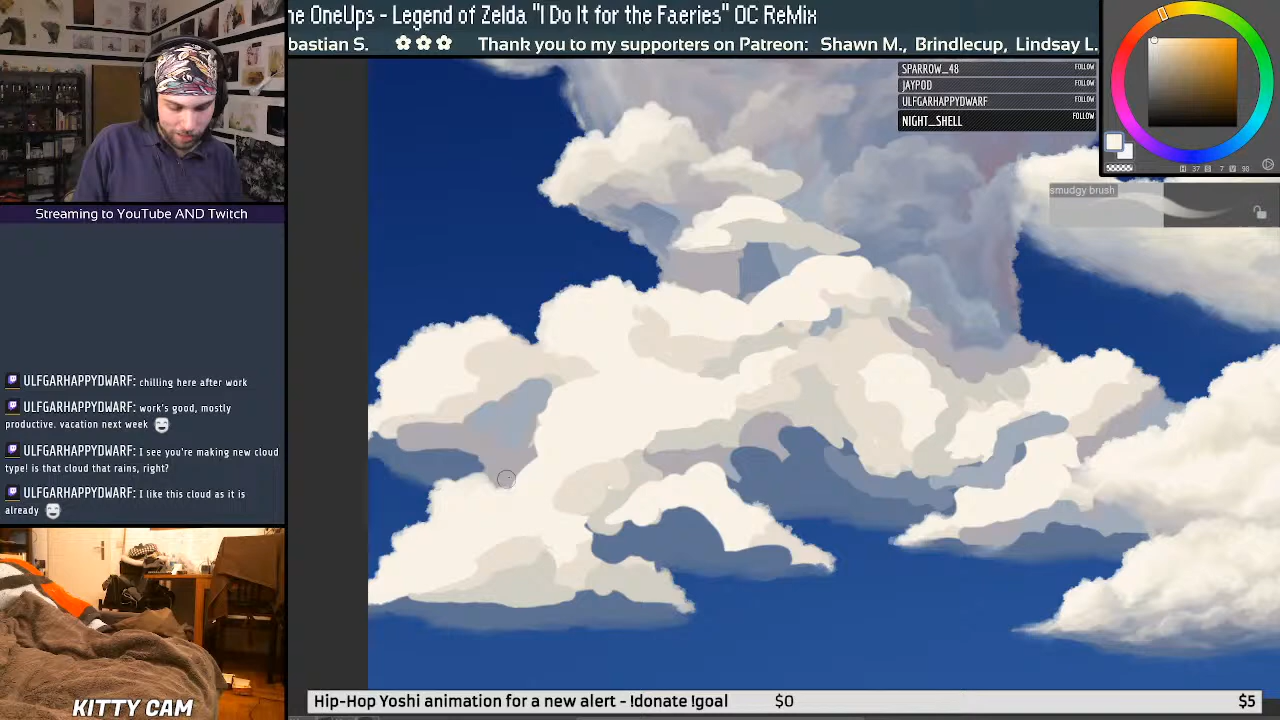 ne OneUps - Legend of Zelda "I Do It for the Faeries" OC ReMix
bastian S. ✿ ✿ ✿ Thank you to my supporters on Patreon: Shawn M., Brindlecup, Lindsay L.
SPARROW_48 FOLLOW
JAYPOD FOLLOW
ULFGARHAPPYDWARF FOLLOW
NIGHT_SHELL FOLLOW
H 37 S 7 V 98
smudgy brush
Streaming to YouTube AND Twitch
ULFGARHAPPYDWARF: chilling here after work
ULFGARHAPPYDWARF: work's good, mostly
productive. vacation next week
ULFGARHAPPYDWARF: I see you're making new cloud
type! is that cloud that rains, right?
ULFGARHAPPYDWARF: I like this cloud as it is
already
KITTY CAM
Hip-Hop Yoshi animation for a new alert - !donate !goal $0 $5